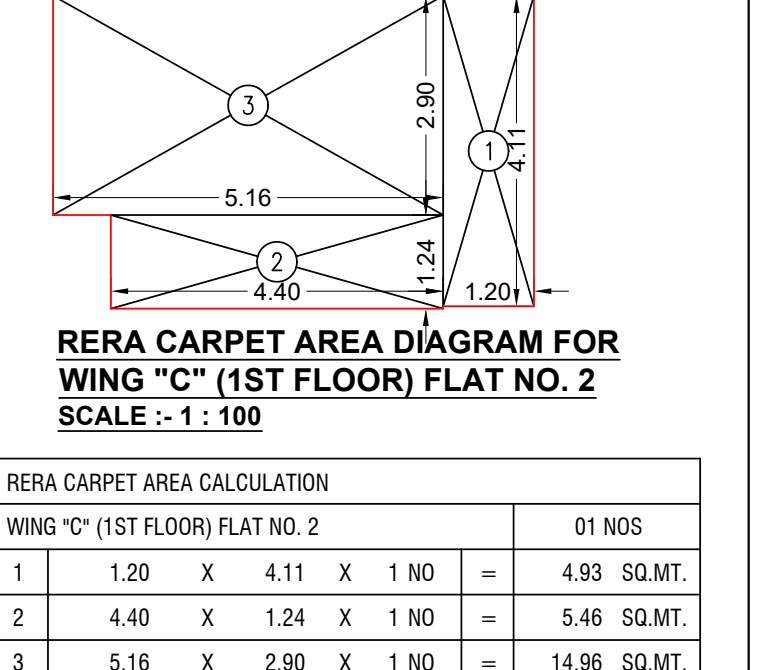 3
2.90
1
4.11
5.16
2
1.24
4.40
1.20
RERA CARPET AREA DIAGRAM FOR
WING "C" (1ST FLOOR) FLAT NO. 2
SCALE :- 1 : 100
RERA CARPET AREA CALCULATION
WING "C" (1ST FLOOR) FLAT NO. 2 01 NOS
1 1.20 X 4.11 X 1 NO = 4.93 SQ.MT.
2 4.40 X 1.24 X 1 NO = 5.46 SQ.MT.
3 5.16 X 2.90 X 1 NO = 14.96 SQ.MT.